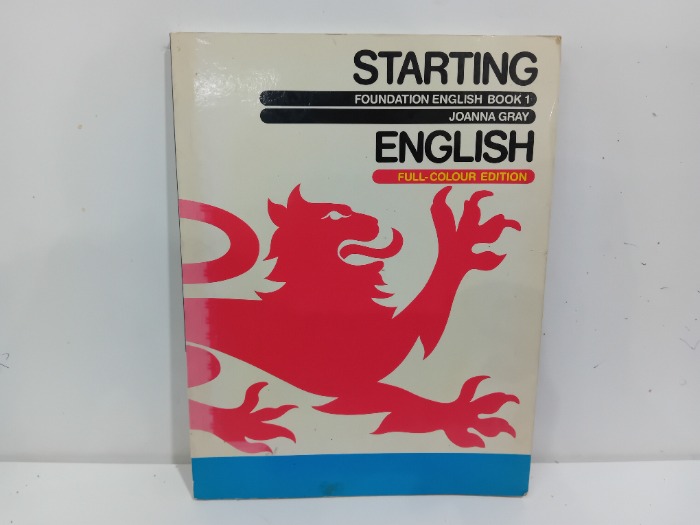 STARTING
FOUNDATION ENGLISH BOOK 1
JOANNA GRAY
ENGLISH
FULL-COLOUR EDITION